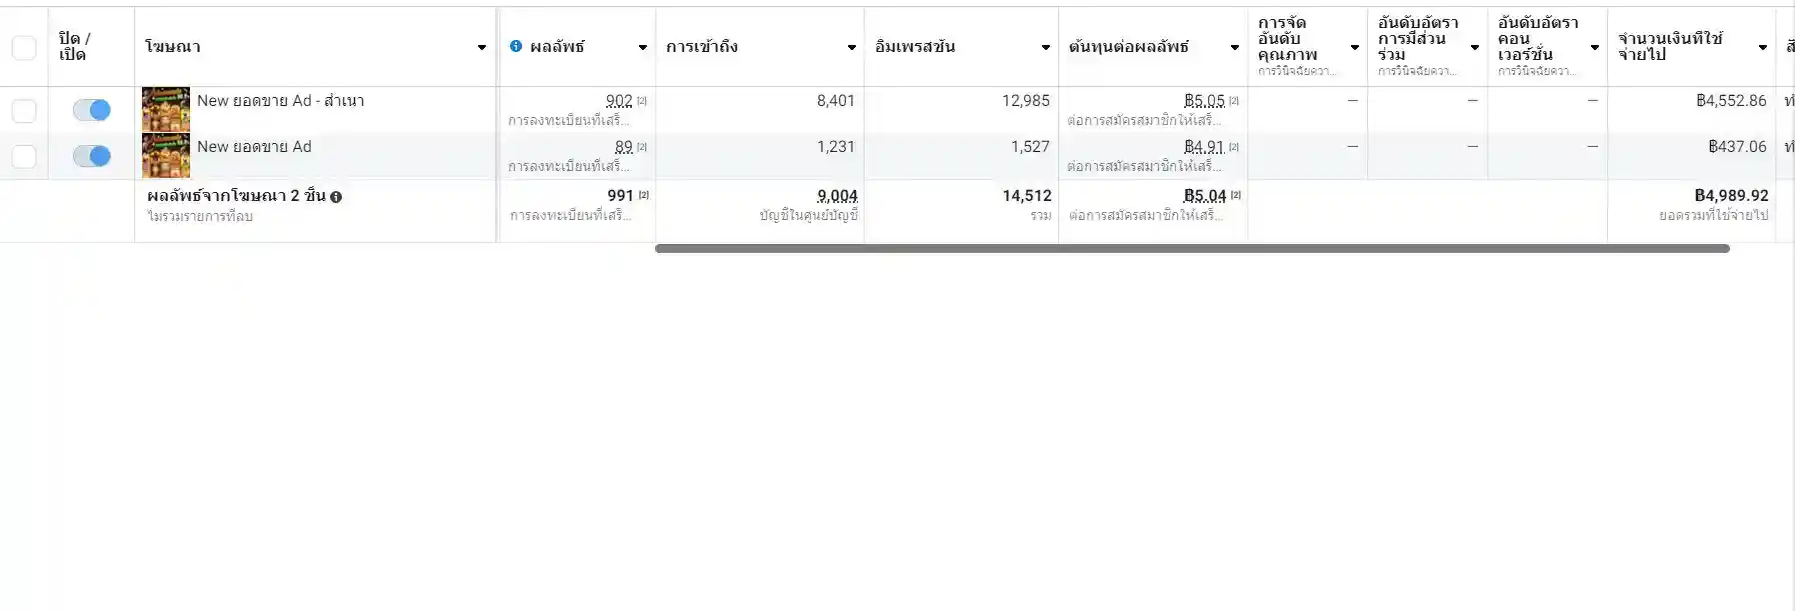 ปิด / เปิด
โฆษณา
ผลลัพธ์
การเข้าถึง
อิมเพรสชัน
ต้นทุนต่อผลลัพธ์
การจัด
อันดับ
คุณภาพ
การวินิจฉัยควา...
อันดับอัตรา
การมีส่วน
ร่วม
การวินิจฉัยควา...
อันดับอัตรา
คอน
เวอร์ชั่น
การวินิจฉัยควา...
จำนวนเงินที่ใช้
จ่ายไป
New ยอดขาย Ad - สำเนา
902 [2]
การลงทะเบียนที่เสร็...
8,401
12,985
฿5.05 [2]
ต่อการสมัครสมาชิกให้เสร็...
—
—
—
฿4,552.86
New ยอดขาย Ad
89 [2]
การลงทะเบียนที่เสร็...
1,231
1,527
฿4.91 [2]
ต่อการสมัครสมาชิกให้เสร็...
—
—
—
฿437.06
ผลลัพธ์จากโฆษณา 2 ชิ้น
ไม่รวมรายการที่ลบ
991 [2]
การลงทะเบียนที่เสร็...
9,004
บัญชีในศูนย์บัญชี
14,512
รวม
฿5.04 [2]
ต่อการสมัครสมาชิกให้เสร็...
฿4,989.92
ยอดรวมที่ใช้จ่ายไป